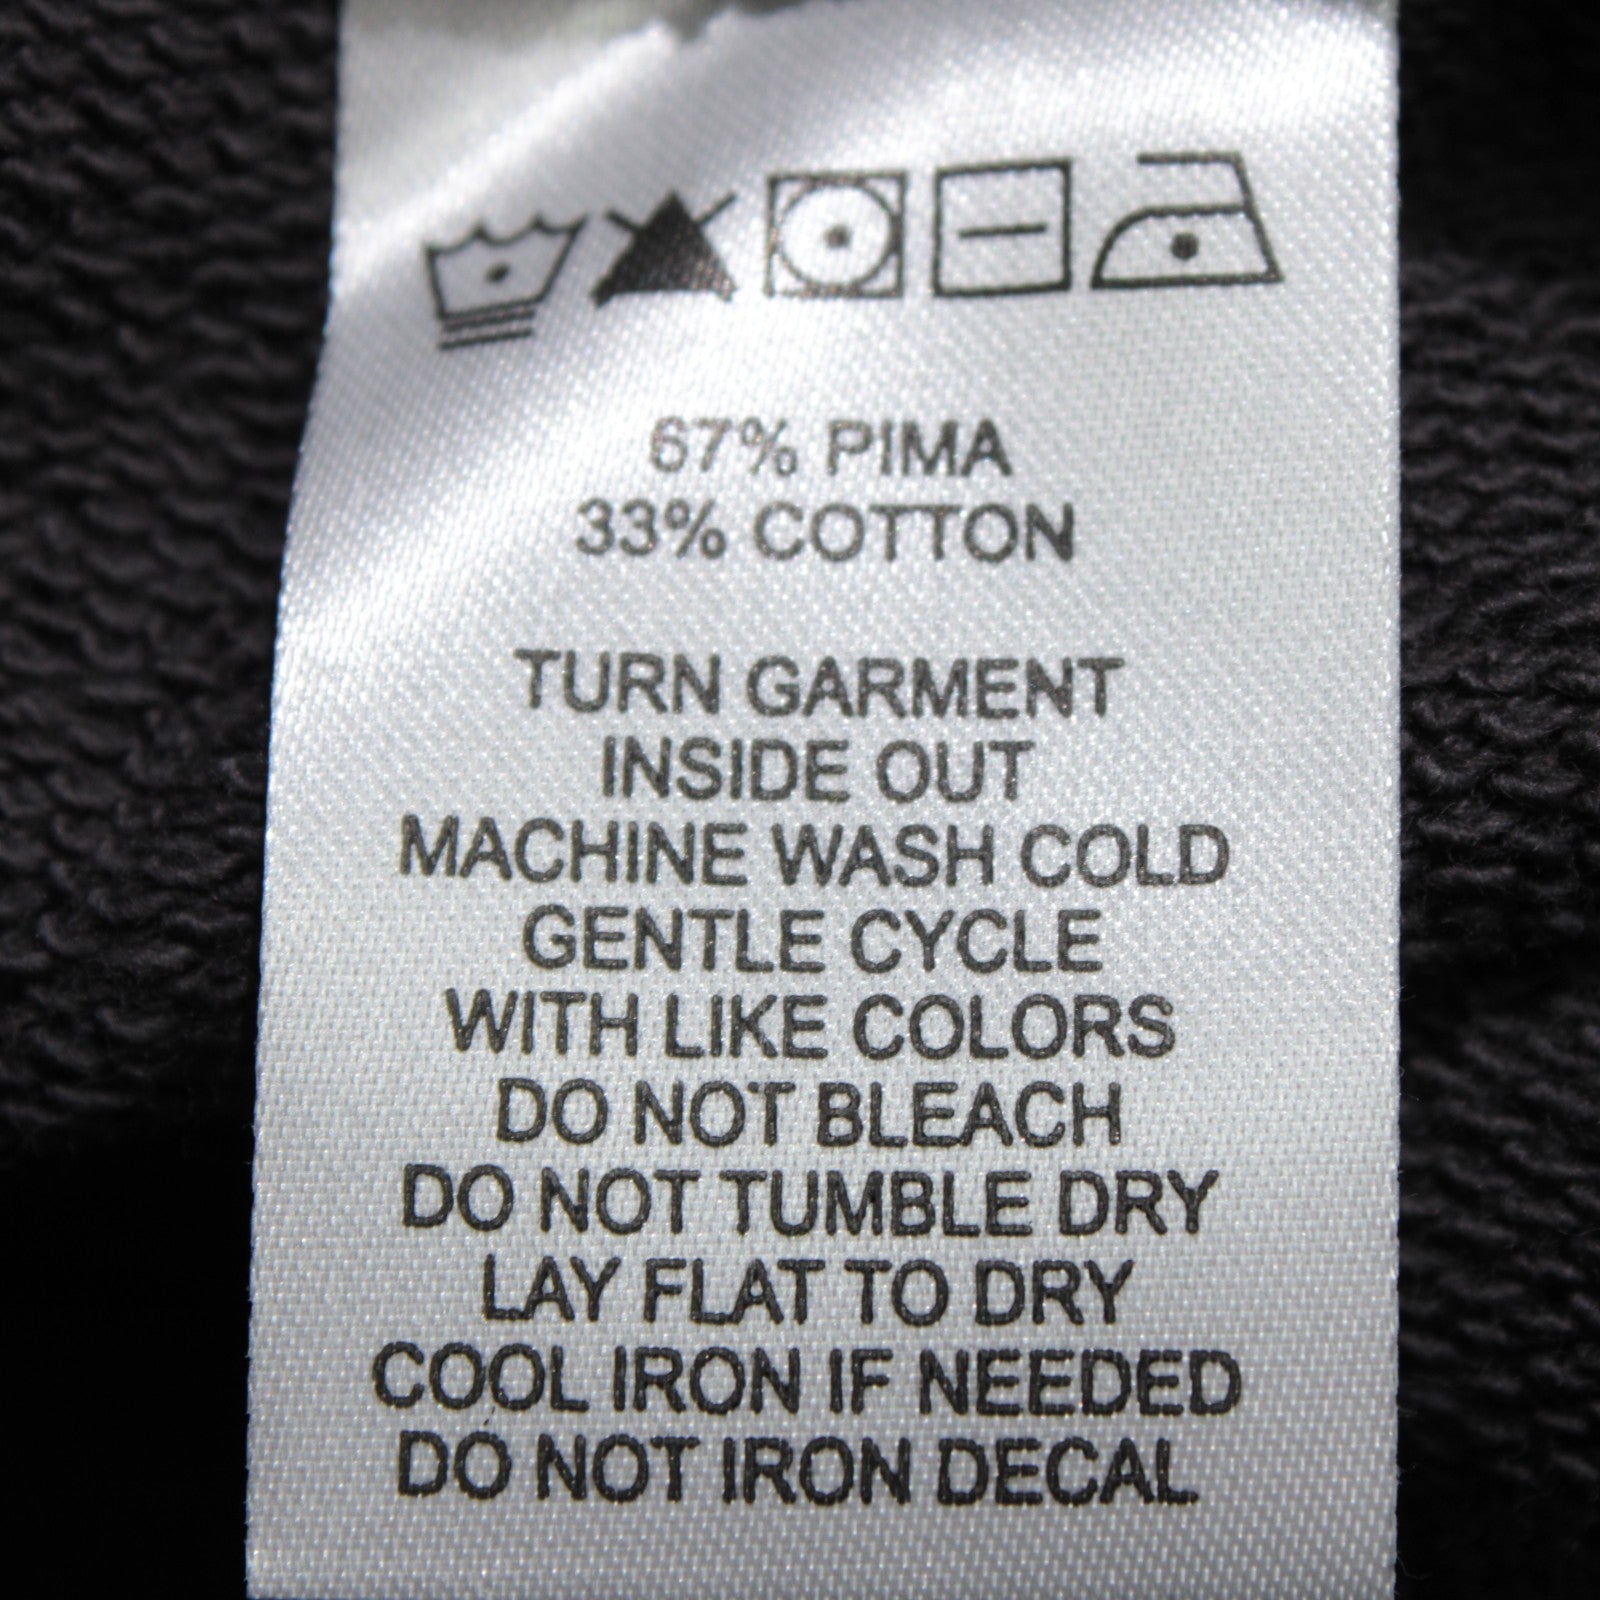 67% PIMA
33% COTTON
TURN GARMENT
INSIDE OUT
MACHINE WASH COLD
GENTLE CYCLE
WITH LIKE COLORS
DO NOT BLEACH
DO NOT TUMBLE DRY
LAY FLAT TO DRY
COOL IRON IF NEEDED
DO NOT IRON DECAL